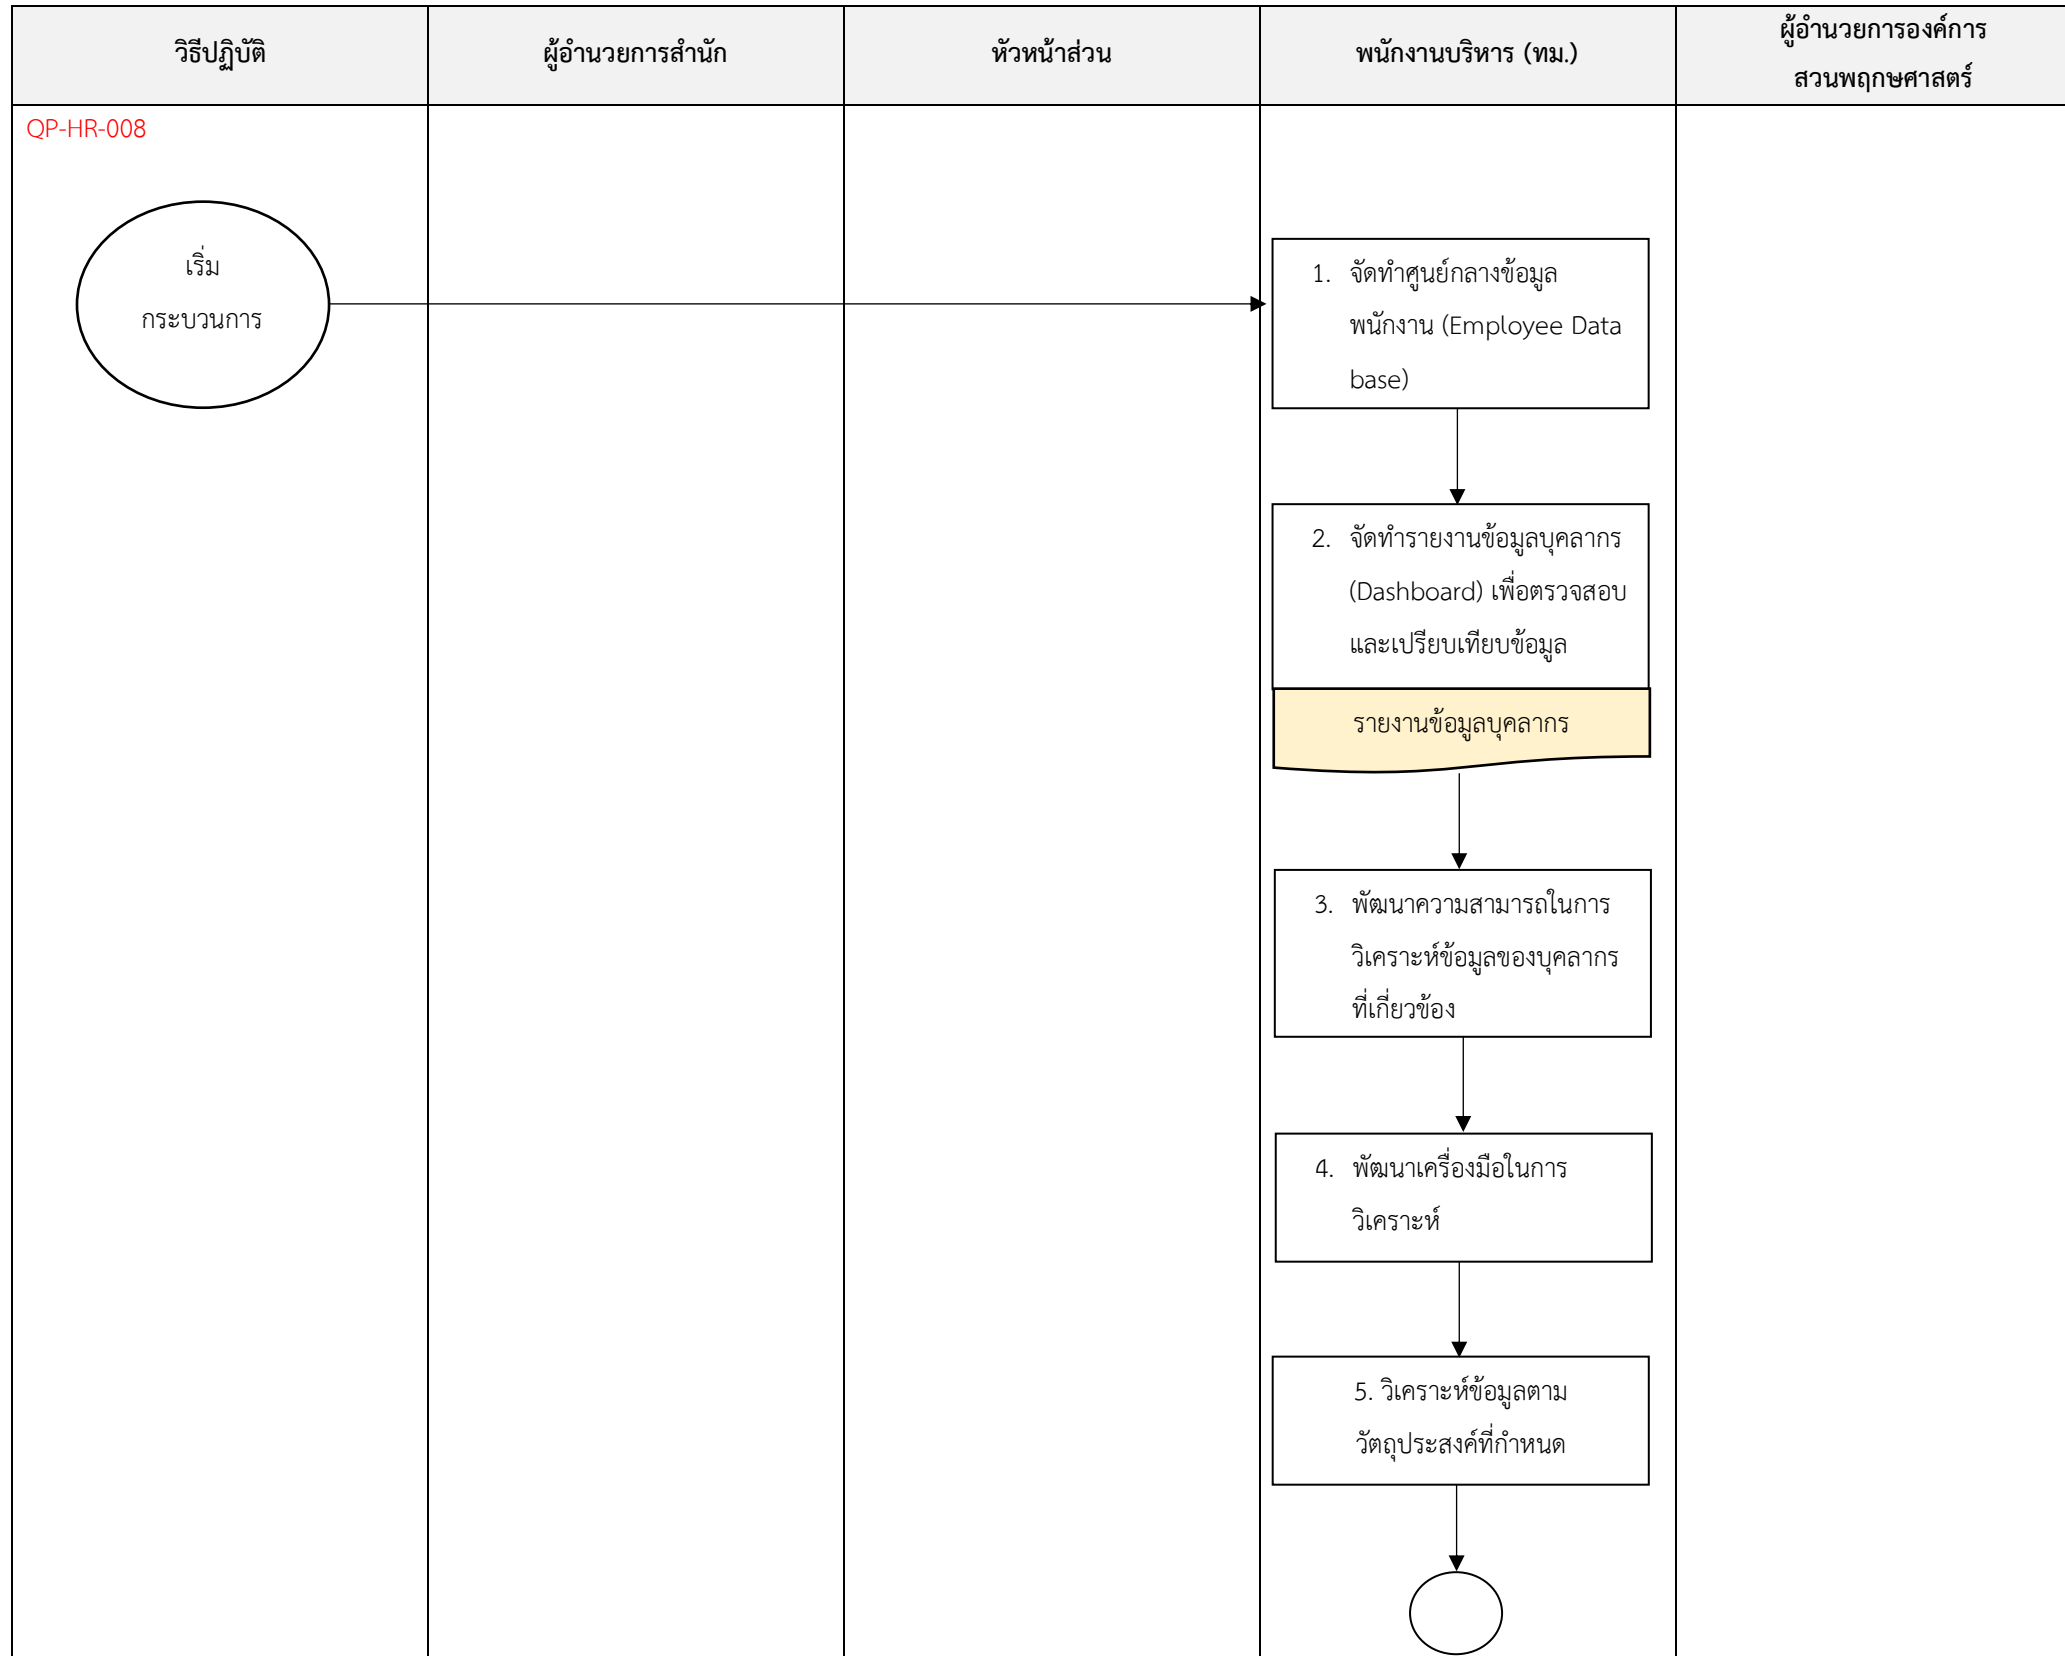 วิธีปฏิบัติ
ผู้อำนวยการสำนัก
หัวหน้าส่วน
พนักงานบริหาร (ทม.)
ผู้อำนวยการองค์การ
สวนพฤกษศาสตร์
QP-HR-008
เริ่ม
กระบวนการ
1. จัดทำศูนย์กลางข้อมูล
พนักงาน (Employee Data
base)
2. จัดทำรายงานข้อมูลบุคลากร
(Dashboard) เพื่อตรวจสอบ
และเปรียบเทียบข้อมูล
รายงานข้อมูลบุคลากร
3. พัฒนาความสามารถในการ
วิเคราะห์ข้อมูลของบุคลากร
ที่เกี่ยวข้อง
4. พัฒนาเครื่องมือในการ
วิเคราะห์
5. วิเคราะห์ข้อมูลตาม
วัตถุประสงค์ที่กำหนด